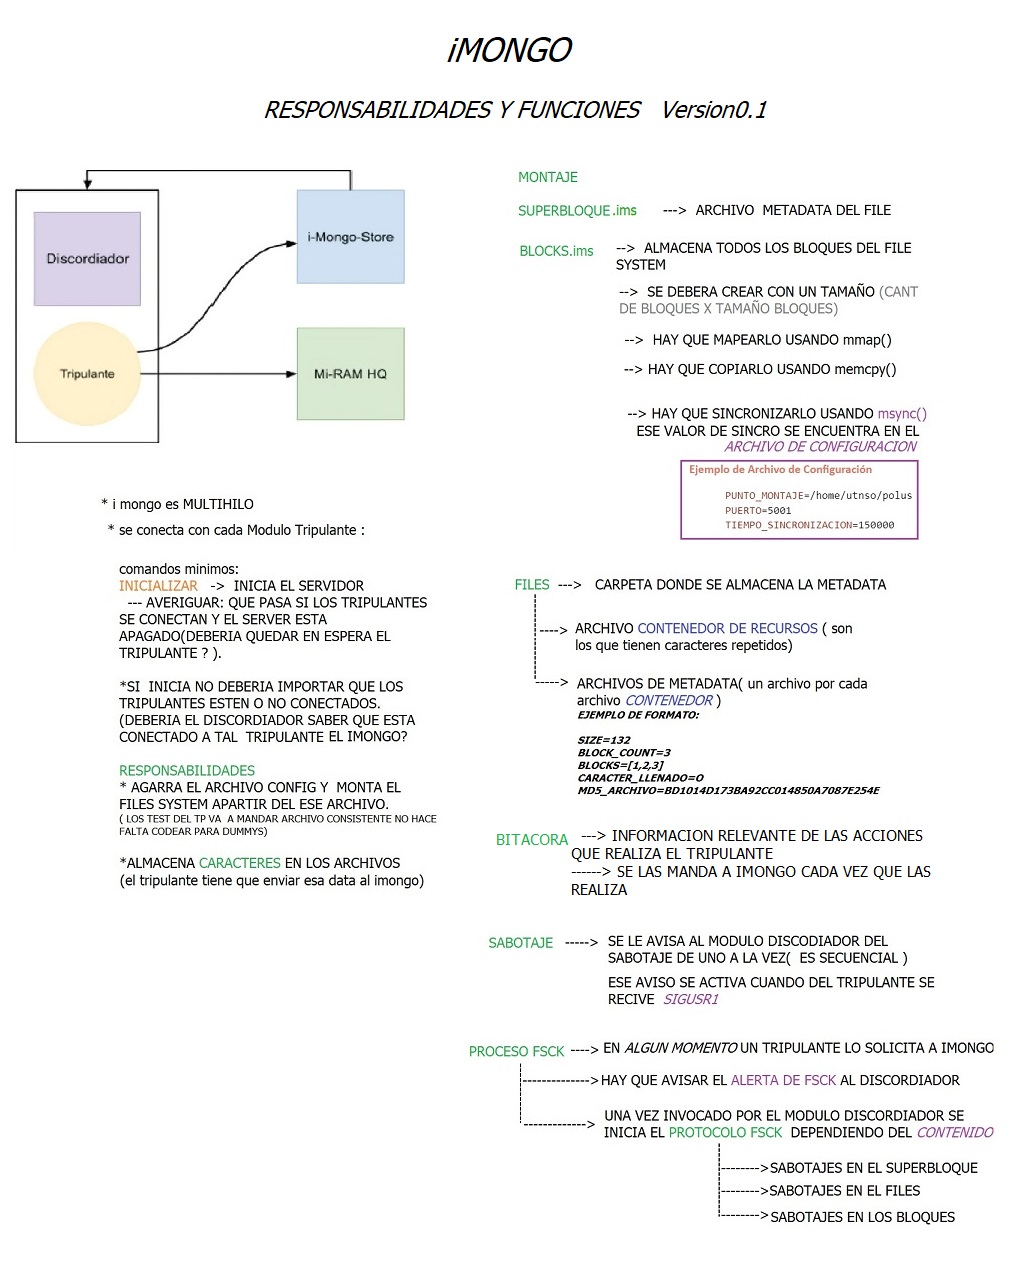 iMONGO
RESPONSABILIDADES Y FUNCIONES Version0.1
Discordiador
i-Mongo-Store
Tripulante
Mi-RAM HQ
* i mongo es MULTIHILO
* se conecta con cada Modulo Tripulante :
comandos minimos:
INICIALIZAR -> INICIA EL SERVIDOR
--- AVERIGUAR: QUE PASA SI LOS TRIPULANTES
SE CONECTAN Y EL SERVER ESTA
APAGADO(DEBERIA QUEDAR EN ESPERA EL
TRIPULANTE ? ).
*SI INICIA NO DEBERIA IMPORTAR QUE LOS
TRIPULANTES ESTEN O NO CONECTADOS.
(DEBERIA EL DISCORDIADOR SABER QUE ESTA
CONECTADO A TAL TRIPULANTE EL IMONGO?
RESPONSABILIDADES
* AGARRA EL ARCHIVO CONFIG Y MONTA EL
FILES SYSTEM APARTIR DEL ESE ARCHIVO.
( LOS TEST DEL TP VA A MANDAR ARCHIVO CONSISTENTE NO HACE
FALTA CODEAR PARA DUMMYS)
*ALMACENA CARACTERES EN LOS ARCHIVOS
(el tripulante tiene que enviar esa data al imongo)
MONTAJE
SUPERBLOQUE.ims ---> ARCHIVO METADATA DEL FILE
BLOCKS.ims --> ALMACENA TODOS LOS BLOQUES DEL FILE
SYSTEM
--> SE DEBERA CREAR CON UN TAMAÑO (CANT
DE BLOQUES X TAMAÑO BLOQUES)
--> HAY QUE MAPEARLO USANDO mmap()
--> HAY QUE COPIARLO USANDO memcpy()
--> HAY QUE SINCRONIZARLO USANDO msync()
ESE VALOR DE SINCRO SE ENCUENTRA EN EL
ARCHIVO DE CONFIGURACION
Ejemplo de Archivo de Configuración
PUNTO_MONTAJE=/home/utnso/polus
PUERTO=5001
TIEMPO_SINCRONIZACION=150000
FILES ---> CARPETA DONDE SE ALMACENA LA METADATA
----> ARCHIVO CONTENEDOR DE RECURSOS ( son
los que tienen caracteres repetidos)
-----> ARCHIVOS DE METADATA( un archivo por cada
archivo CONTENEDOR )
EJEMPLO DE FORMATO:
SIZE=132
BLOCK_COUNT=3
BLOCKS=[1,2,3]
CARACTER_LLENADO=O
MD5_ARCHIVO=BD1014D173BA92CC014850A7087E254E
BITACORA ---> INFORMACION RELEVANTE DE LAS ACCIONES
QUE REALIZA EL TRIPULANTE
------> SE LAS MANDA A IMONGO CADA VEZ QUE LAS
REALIZA
SABOTAJE -----> SE LE AVISA AL MODULO DISCODIADOR DEL
SABOTAJE DE UNO A LA VEZ( ES SECUENCIAL )
ESE AVISO SE ACTIVA CUANDO DEL TRIPULANTE SE
RECIVE SIGUSR1
PROCESO FSCK ----> EN ALGUN MOMENTO UN TRIPULANTE LO SOLICITA A IMONGO
-------------->HAY QUE AVISAR EL ALERTA DE FSCK AL DISCORDIADOR
-------------> UNA VEZ INVOCADO POR EL MODULO DISCORDIADOR SE
INICIA EL PROTOCOLO FSCK DEPENDIENDO DEL CONTENIDO
-------->SABOTAJES EN EL SUPERBLOQUE
-------->SABOTAJES EN EL FILES
-------->SABOTAJES EN LOS BLOQUES